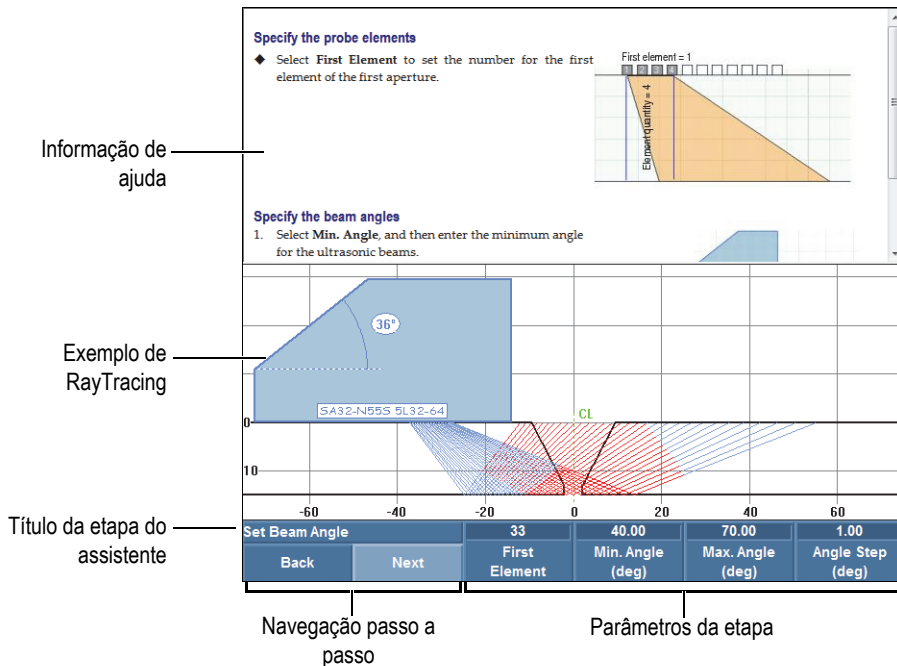 Specify the probe elements
◆ Select First Element to set the number for the first
element of the first aperture.
First element = 1
1 2 3 4
Element quantity = 4
Informação de
ajuda
Specify the beam angles
1. Select Min. Angle, and then enter the minimum angle
for the ultrasonic beams.
36º
Exemplo de
RayTracing
SA32-N55S 5L32-64
CL
0
10
-60 -40 -20 0 20 40 60
Título da etapa do
assistente
Set Beam Angle 33 40.00 70.00 1.00
Back Next First Element Min. Angle (deg) Max. Angle (deg) Angle Step (deg)
Navegação passo a
passo
Parâmetros da etapa